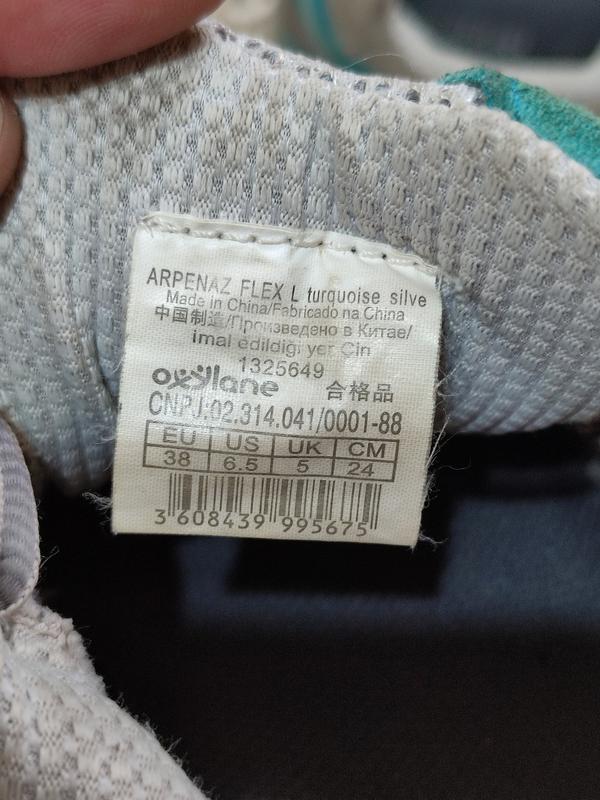 ARPENAZ FLEX L turquoise silve
Made in China/Fabricado na China
中国制造/Произведено в Китае/
imal edildigi yer Cin
1325649
oxylane 合格品
CNPJ:02.314.041/0001-88
EU US UK CM
38 6.5 5 24
3 608439 995675